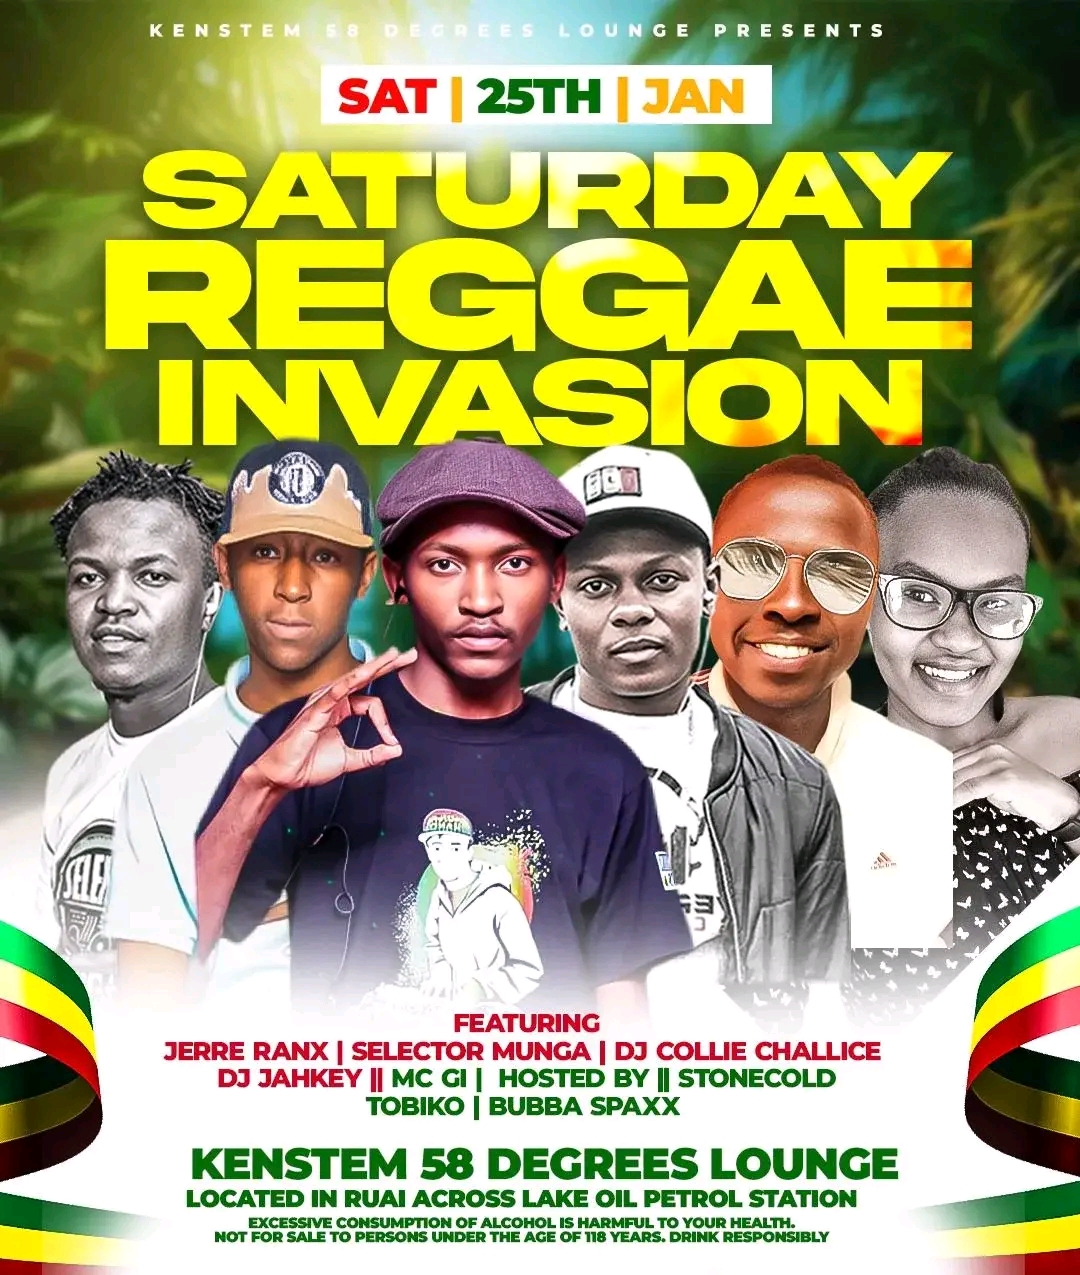 KENSTEM 58 DEGREES LOUNGE PRESENTS
SAT | 25TH | JAN
SATURDAY
REGGAE
INVASION
FEATURING
JERRE RANX | SELECTOR MUNGA | DJ COLLIE CHALLICE
DJ JAHKEY || MC GI | HOSTED BY || STONECOLD
TOBIKO | BUBBA SPAXX
KENSTEM 58 DEGREES LOUNGE
LOCATED IN RUAI ACROSS LAKE OIL PETROL STATION
EXCESSIVE CONSUMPTION OF ALCOHOL IS HARMFUL TO YOUR HEALTH.
NOT FOR SALE TO PERSONS UNDER THE AGE OF 118 YEARS. DRINK RESPONSIBLY